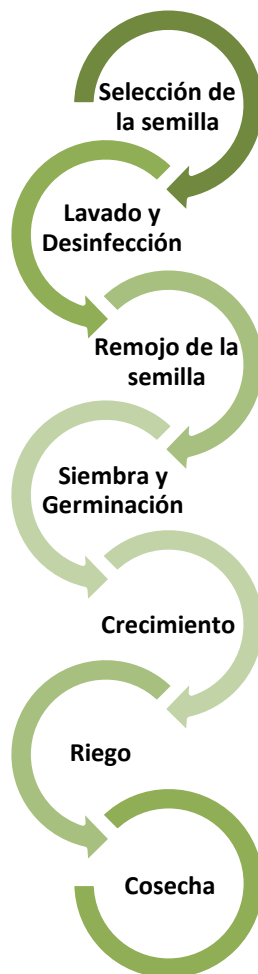 Selección de
la semilla
Lavado y
Desinfección
Remojo de la
semilla
Siembra y
Germinación
Crecimiento
Riego
Cosecha